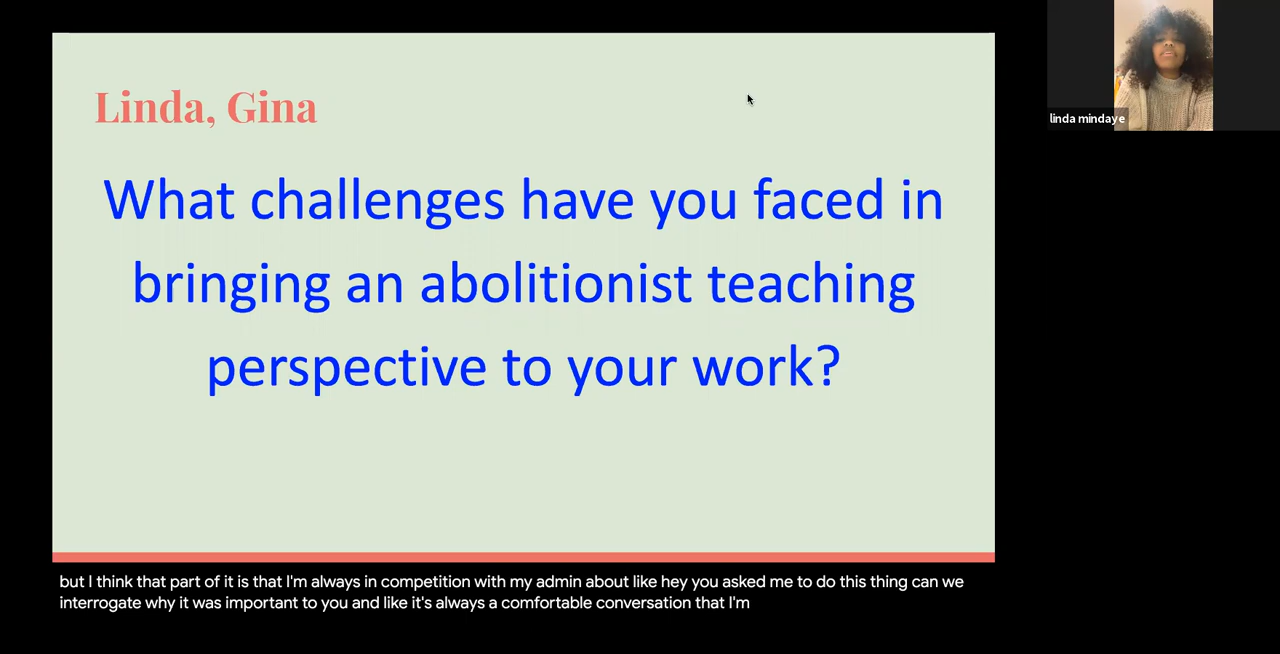 Linda, Gina
What challenges have you faced in
bringing an abolitionist teaching
perspective to your work?
linda mindaye
but I think that part of it is that I'm always in competition with my admin about like hey you asked me to do this thing can we
interrogate why it was important to you and like it's always a comfortable conversation that I'm